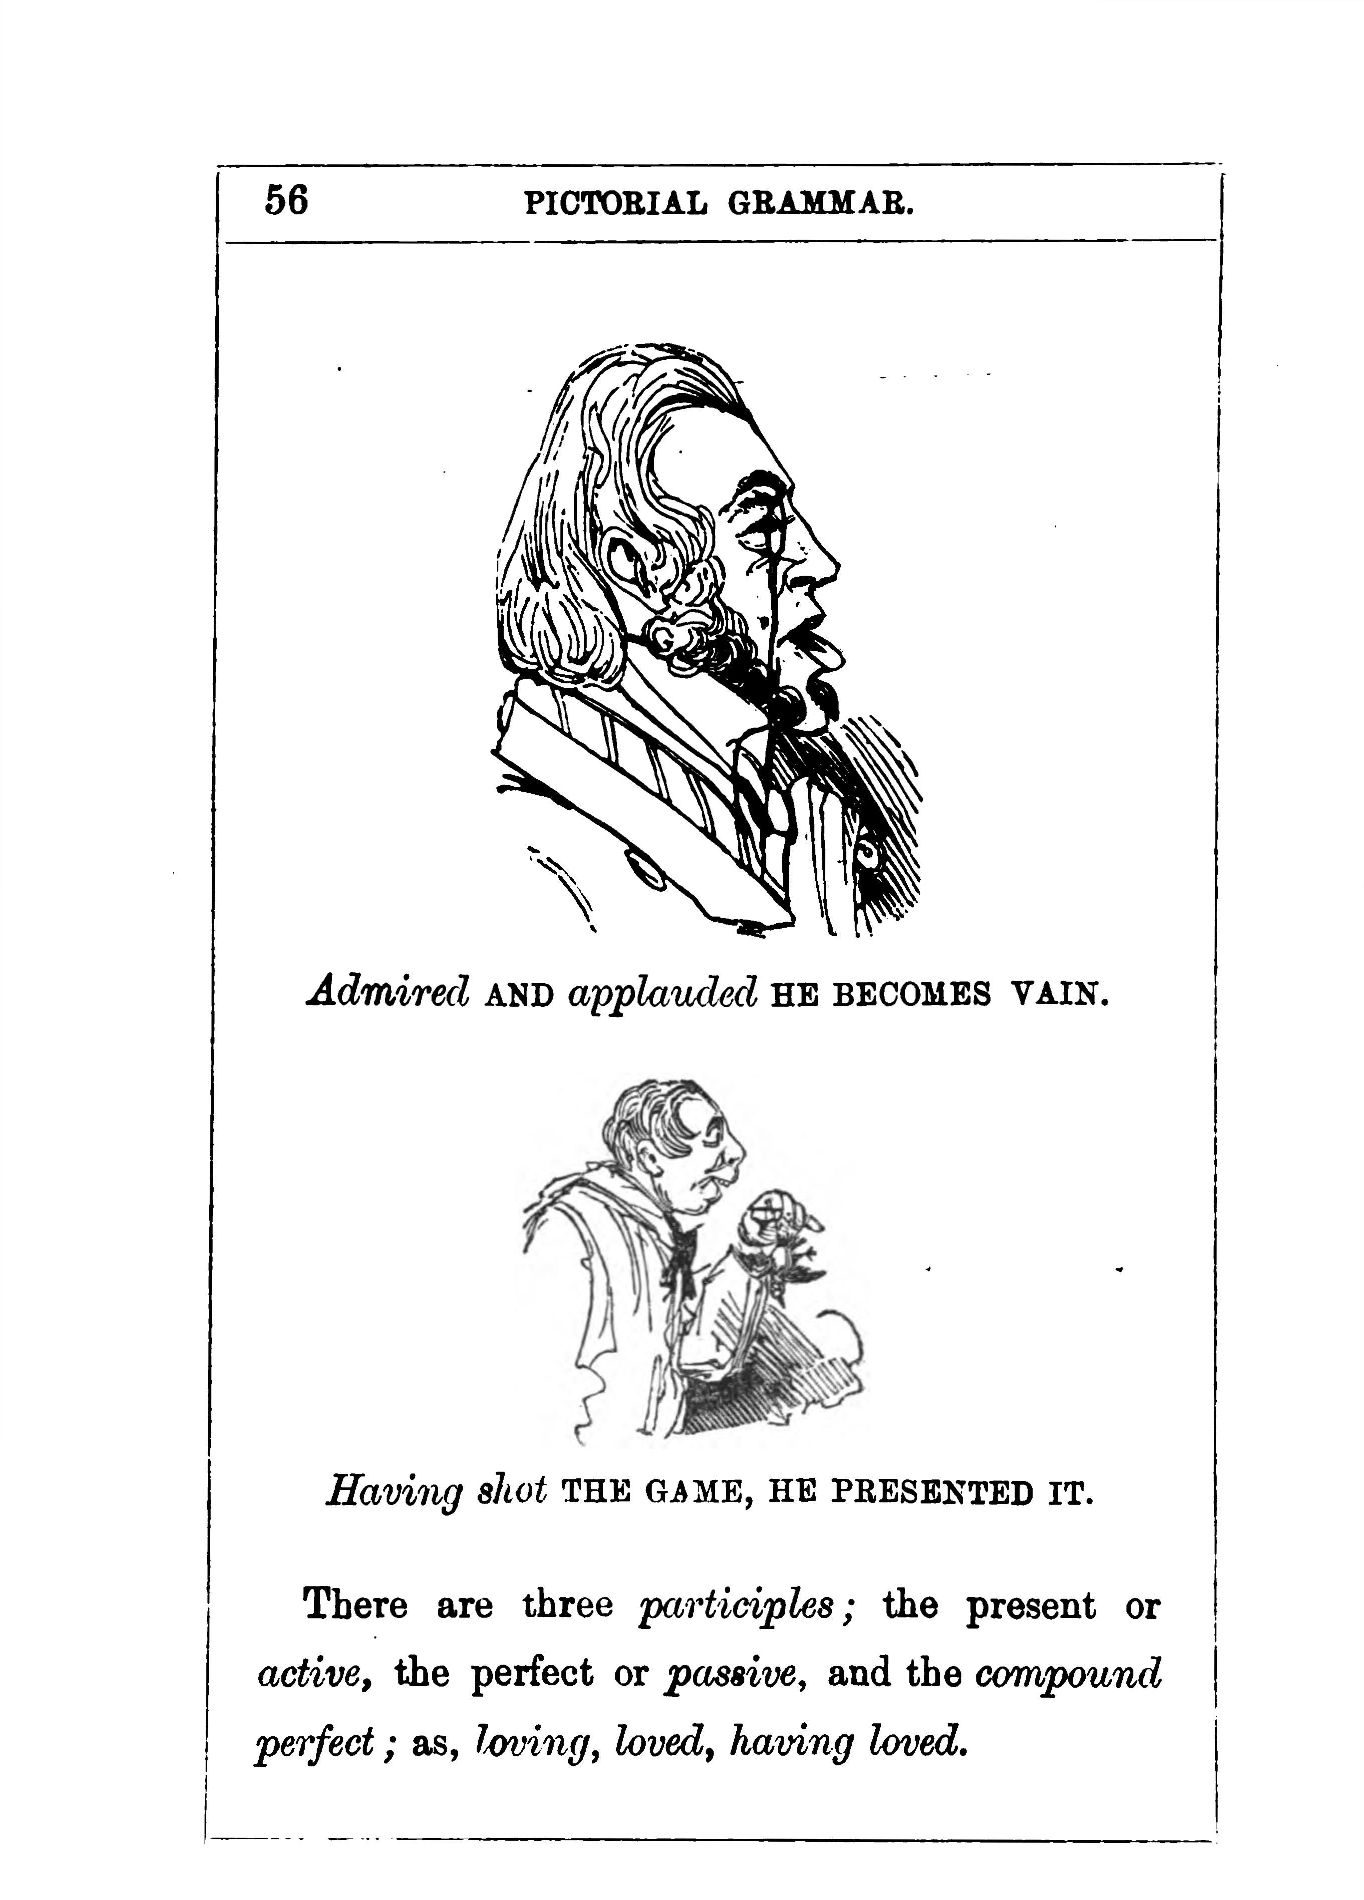 56 PICTORIAL GRAMMAR.
Admired AND applauded HE BECOMES VAIN.
Having shot THE GAME, HE PRESENTED IT.
There are three participles; the present or
active, the perfect or passive, and the compound
perfect; as, loving, loved, having loved.